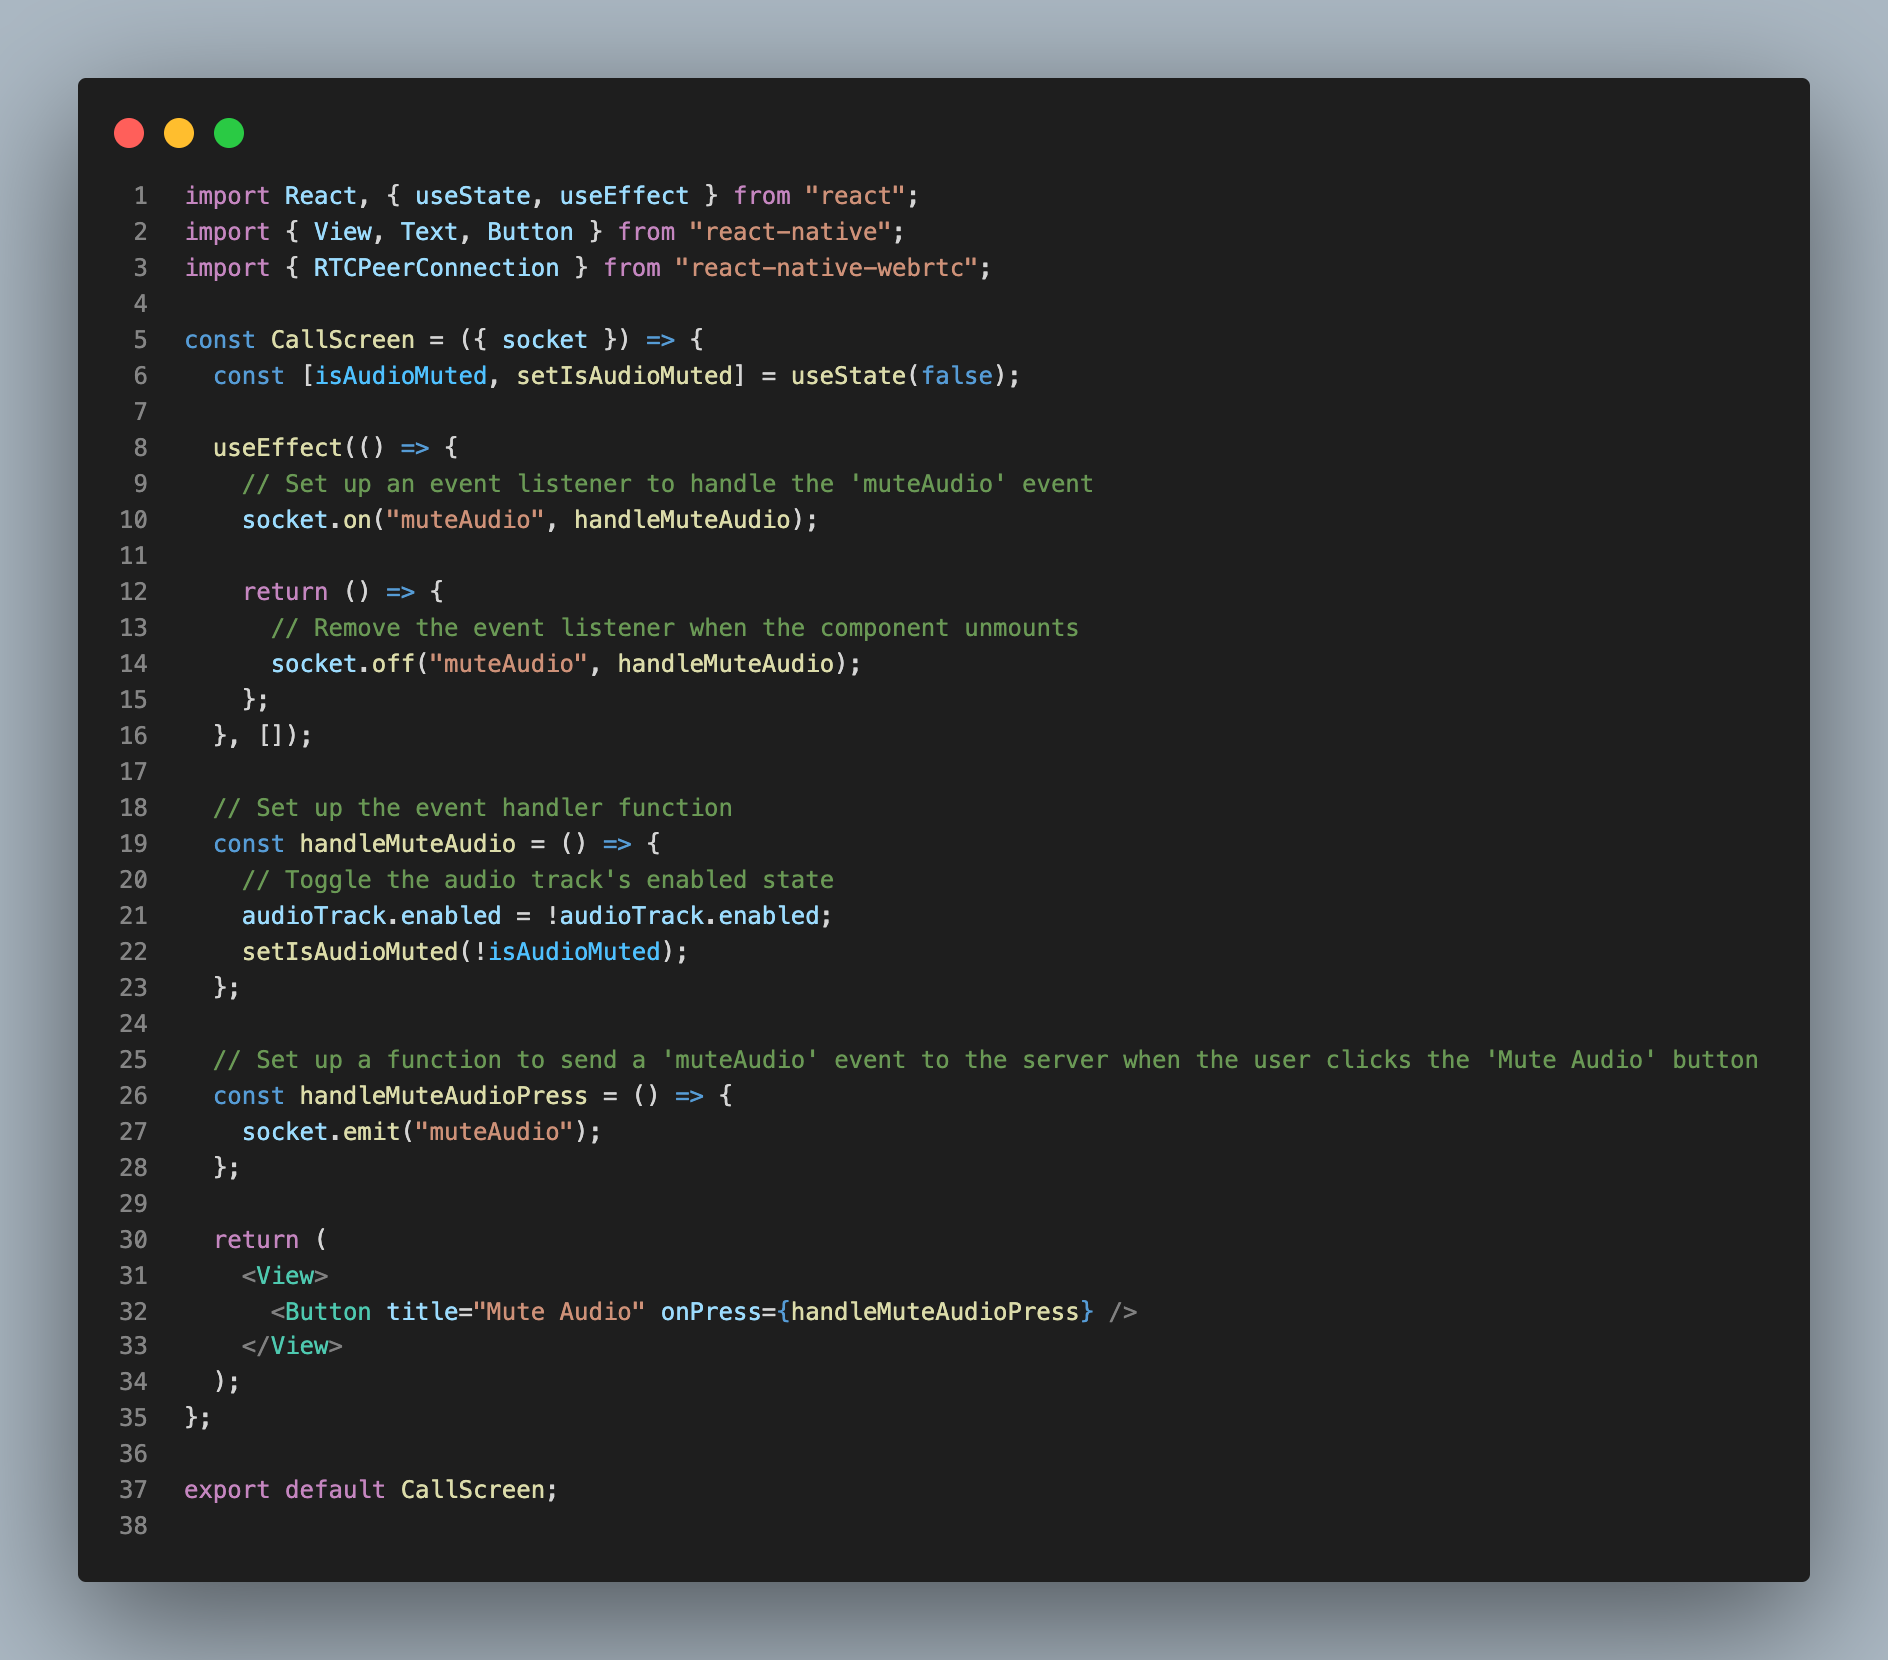 1 import React, { useState, useEffect } from "react";
2 import { View, Text, Button } from "react-native";
3 import { RTCPeerConnection } from "react-native-webrtc";
4
5 const CallScreen = ({ socket }) => {
6   const [isAudioMuted, setIsAudioMuted] = useState(false);
7
8   useEffect(() => {
9     // Set up an event listener to handle the 'muteAudio' event
10     socket.on("muteAudio", handleMuteAudio);
11
12     return () => {
13       // Remove the event listener when the component unmounts
14       socket.off("muteAudio", handleMuteAudio);
15     };
16   }, []);
17
18   // Set up the event handler function
19   const handleMuteAudio = () => {
20     // Toggle the audio track's enabled state
21     audioTrack.enabled = !audioTrack.enabled;
22     setIsAudioMuted(!isAudioMuted);
23   };
24
25   // Set up a function to send a 'muteAudio' event to the server when the user clicks the 'Mute Audio' button
26   const handleMuteAudioPress = () => {
27     socket.emit("muteAudio");
28   };
29
30   return (
31     <View>
32       <Button title="Mute Audio" onPress={handleMuteAudioPress} />
33     </View>
34   );
35 };
36
37 export default CallScreen;
38